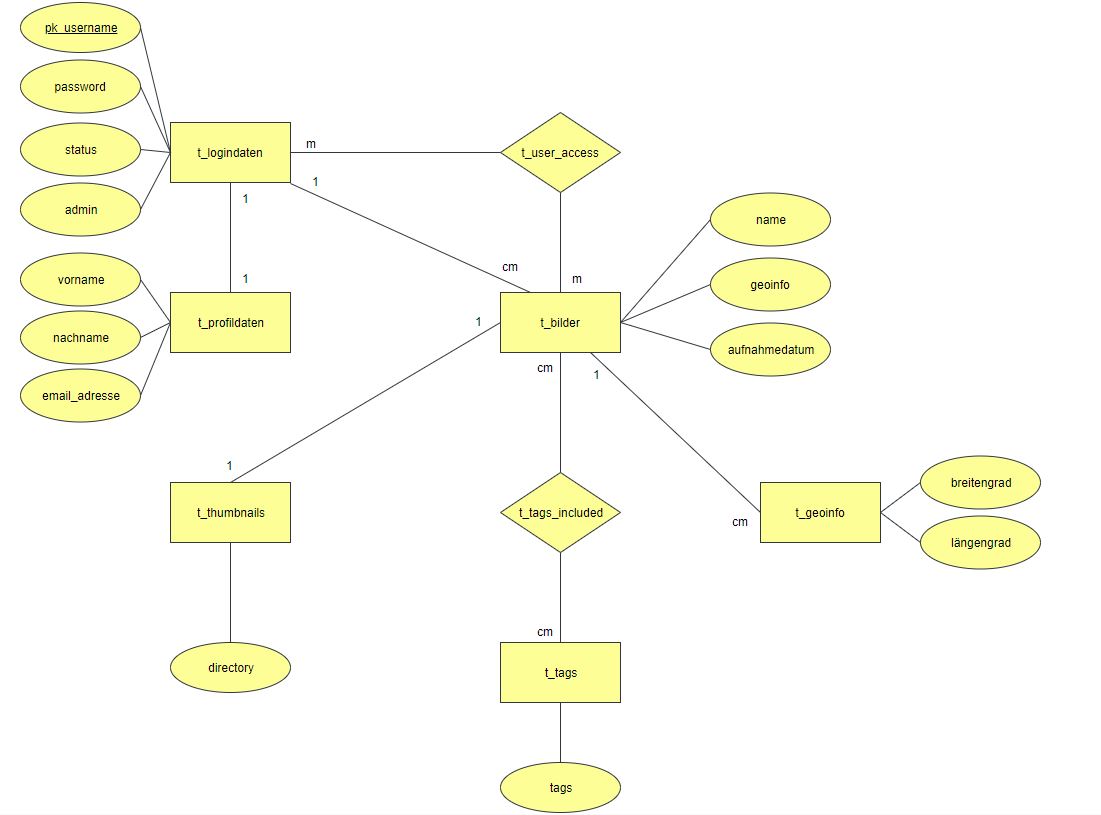 pk_username
password
status
admin
t_logindaten
m
t_user_access
1
1
cm
m
1
vorname
nachname
email_adresse
t_profildaten
1
t_bilder
name
geoinfo
aufnahmedatum
cm
1
1
t_thumbnails
t_tags_included
cm
t_geoinfo
breitengrad
längengrad
cm
directory
t_tags
tags